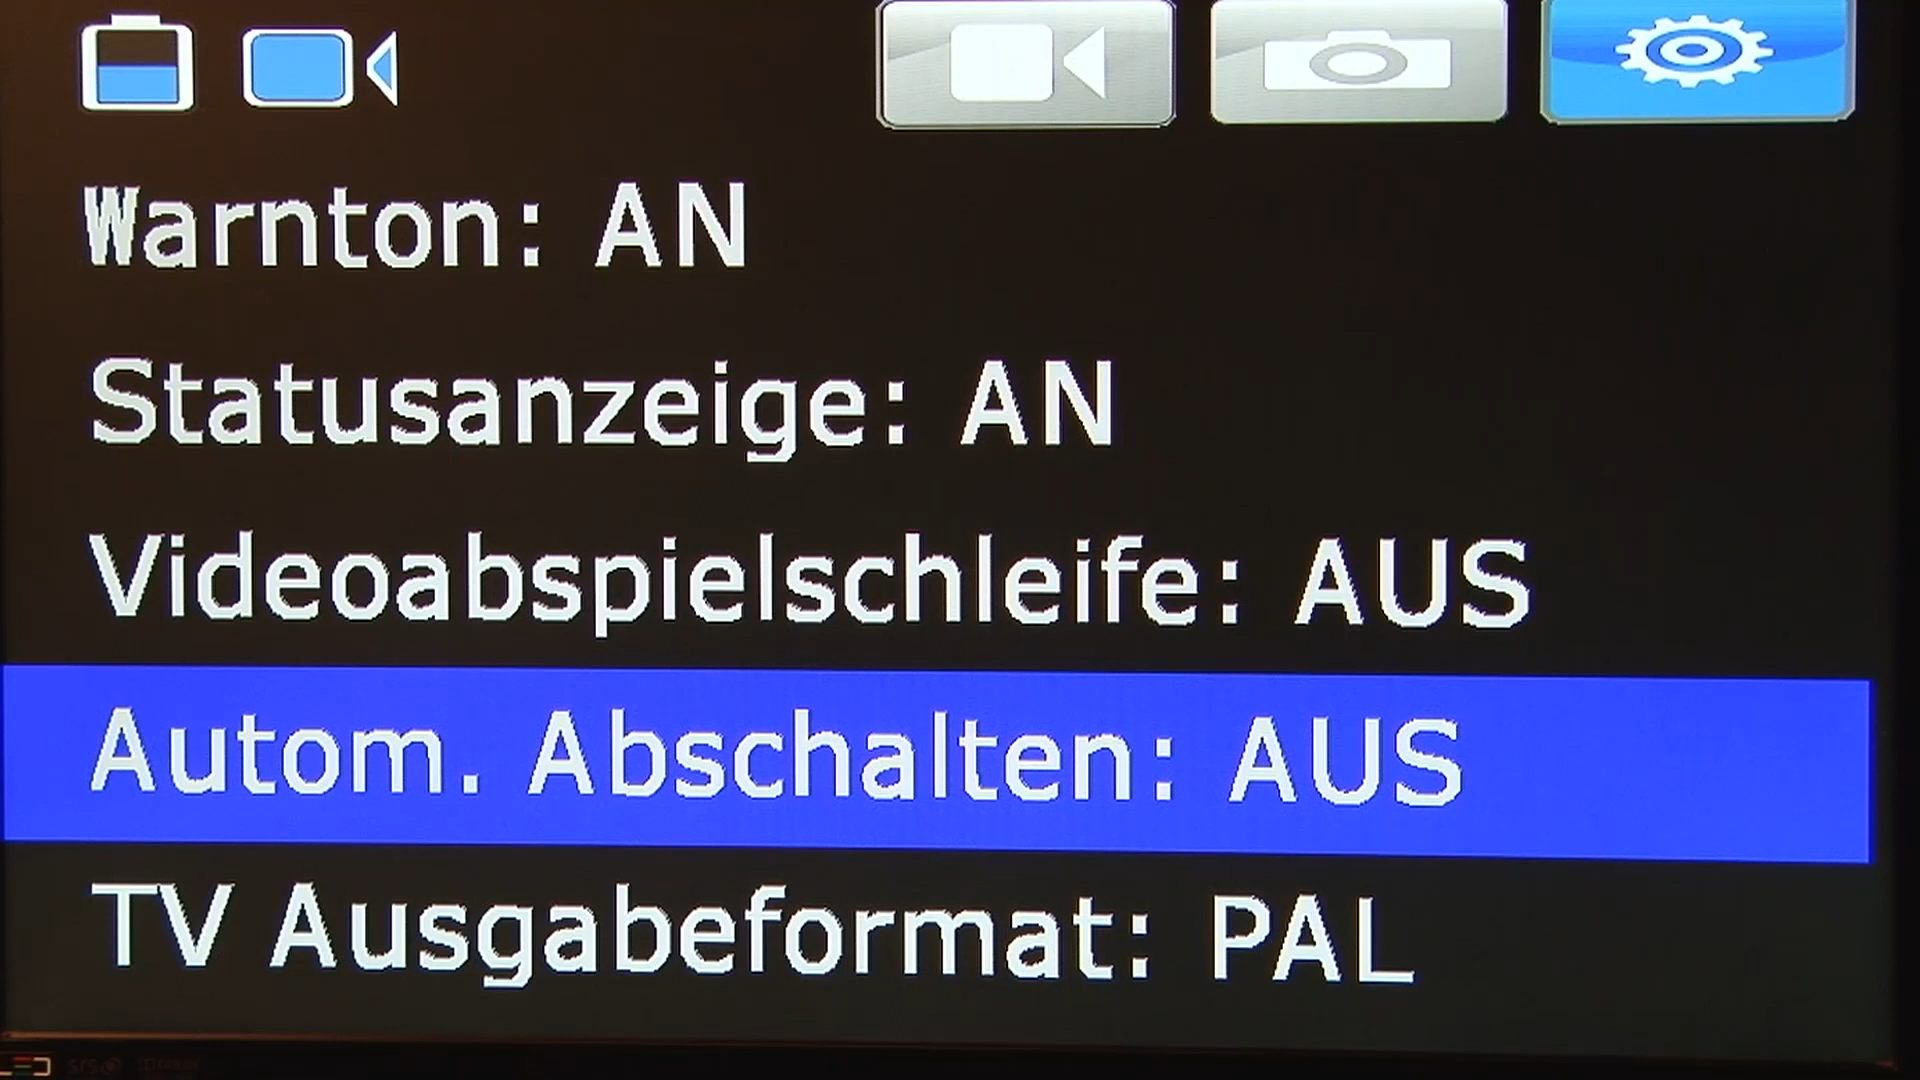 Warnton: AN
Statusanzeige: AN
Videoabspielschleife: AUS
Autom. Abschalten: AUS
TV Ausgabeformat: PAL